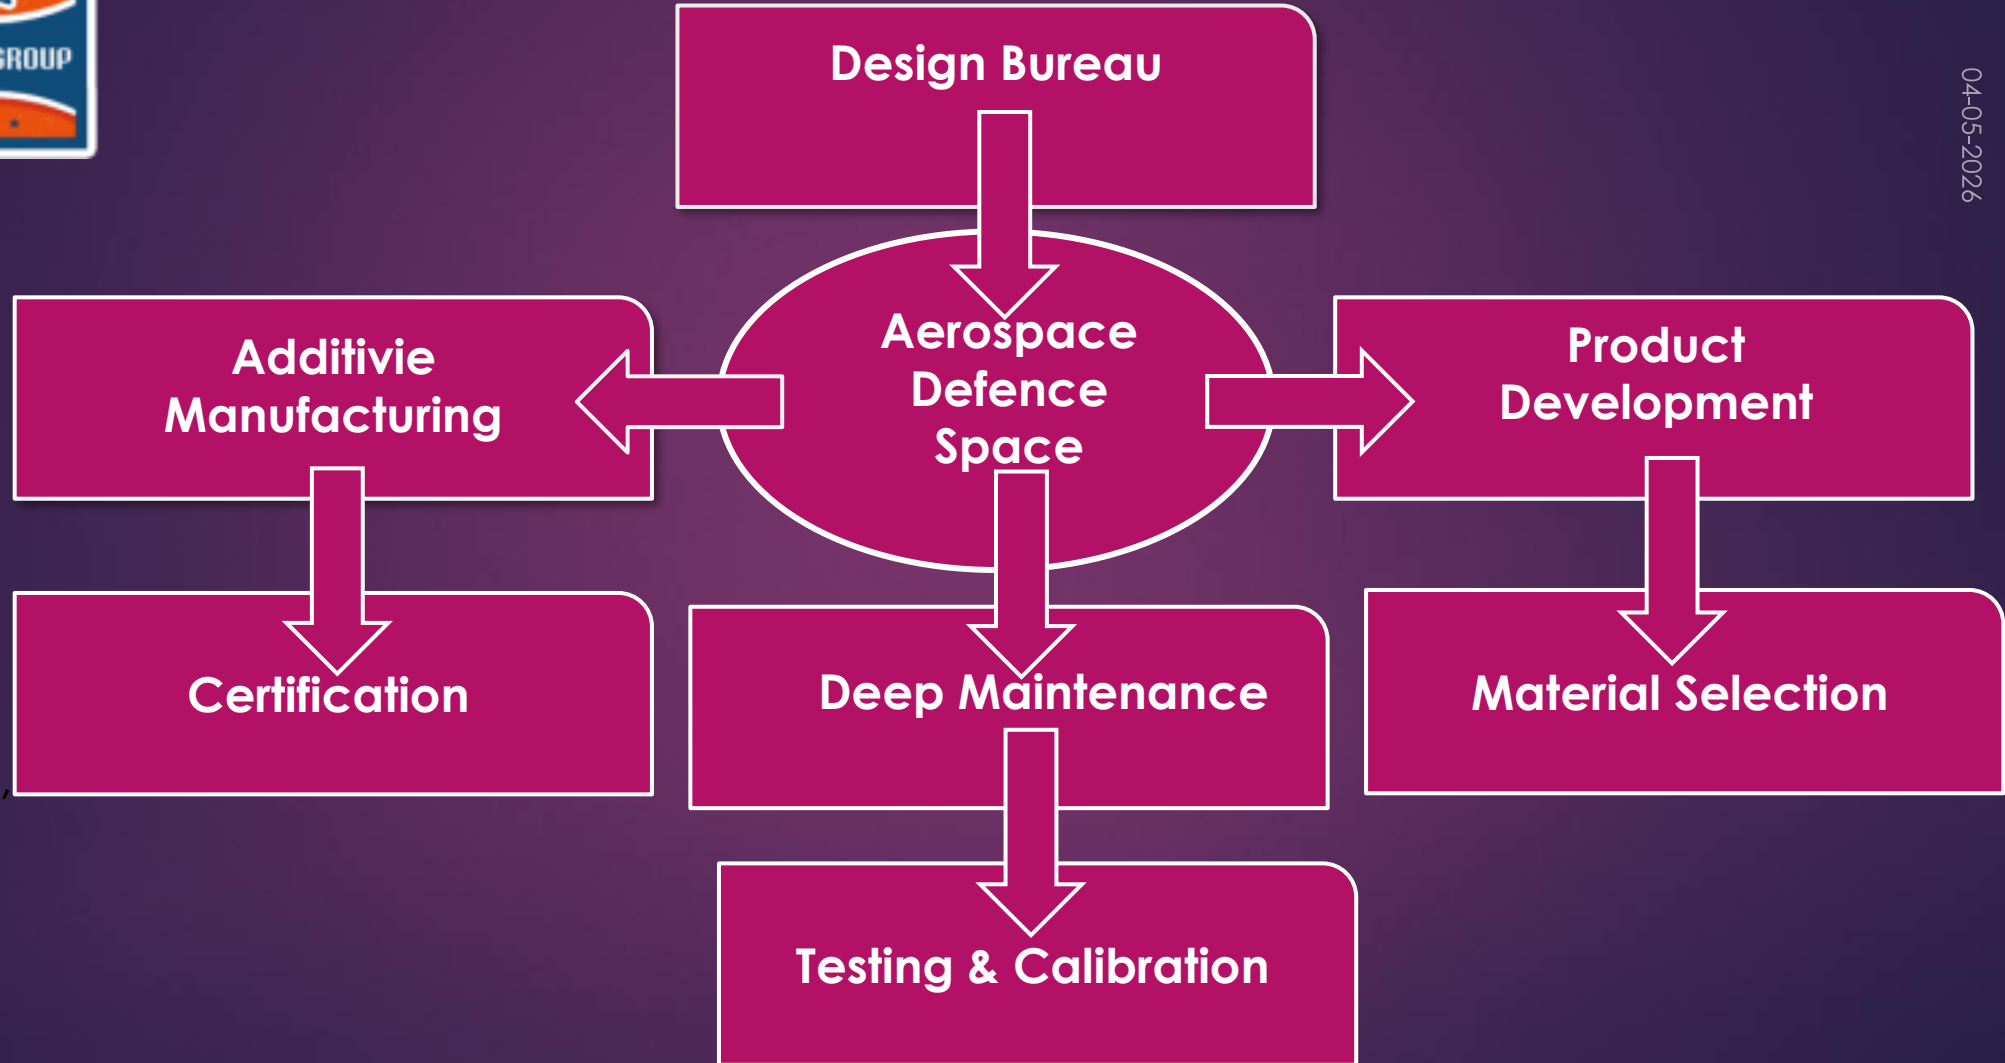 GROUP
Design Bureau
04-05-2026
Additivie
Manufacturing
Aerospace
Defence
Space
Product
Development
Certification
Deep Maintenance
Material Selection
,
Testing & Calibration